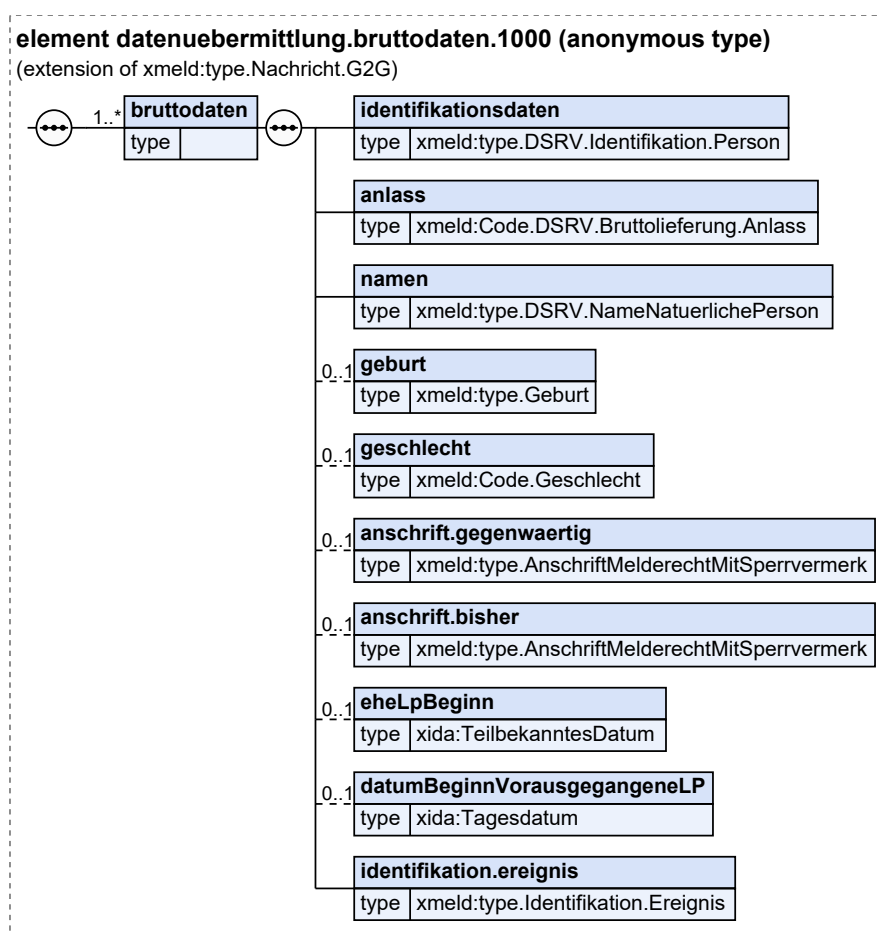 element datenuebermittlung.bruttodaten.1000 (anonymous type)
(extension of xmeld:type.Nachricht.G2G)
1..* bruttodaten
type
identifikationsdaten
type xmeld:type.DSRV.Identifikation.Person
anlass
type xmeld:Code.DSRV.Bruttolieferung.Anlass
namen
type xmeld:type.DSRV.NameNatuerlichePerson
0..1 geburt
type xmeld:type.Geburt
0..1 geschlecht
type xmeld:Code.Geschlecht
0..1 anschrift.gegenwaertig
type xmeld:type.AnschriftMelderechtMitSperrvermerk
0..1 anschrift.bisher
type xmeld:type.AnschriftMelderechtMitSperrvermerk
0..1 eheLpBeginn
type xida:TeilbekanntesDatum
0..1 datumBeginnVorausgegangeneLP
type xida:Tagesdatum
identifikation.ereignis
type xmeld:type.Identifikation.Ereignis